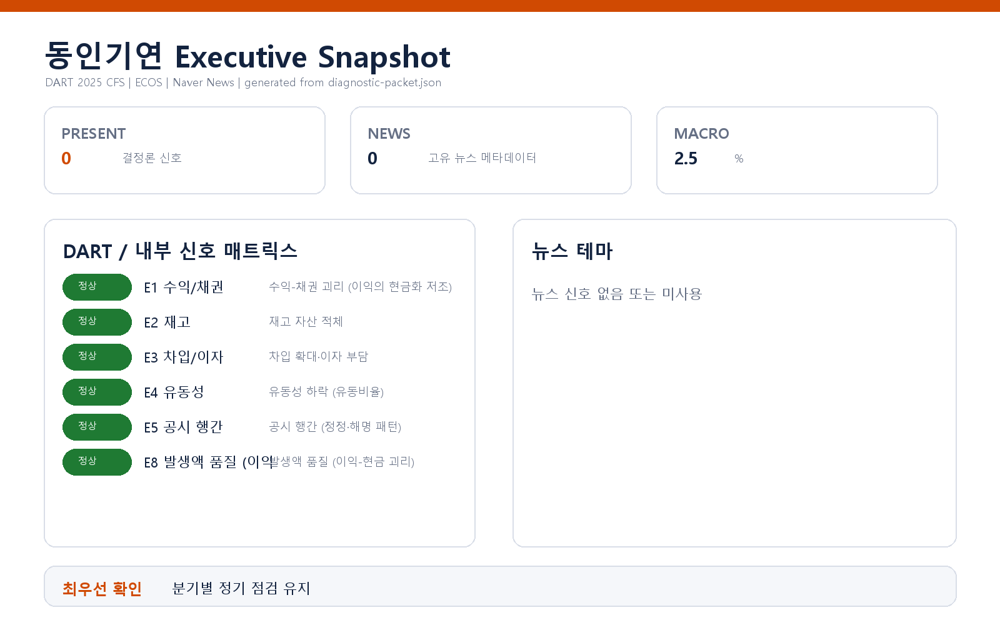 동인기연 Executive Snapshot
DART 2025 CFS | ECOS | Naver News | generated from diagnostic-packet.json
PRESENT
0 결정론 신호
NEWS
0 고유 뉴스 메타데이터
MACRO
2.5 %
DART / 내부 신호 매트릭스
정상 E1 수익/채권 수익-채권 괴리 (이익의 현금화 저조)
정상 E2 재고 재고 자산 적체
정상 E3 차입/이자 차입 확대·이자 부담
정상 E4 유동성 유동성 하락 (유동비율)
정상 E5 공시 행간 공시 행간 (정정·해명 패턴)
정상 E8 발생액 품질 (이익 발생액 품질 (이익-현금 괴리)
뉴스 테마
뉴스 신호 없음 또는 미사용
최우선 확인 분기별 정기 점검 유지